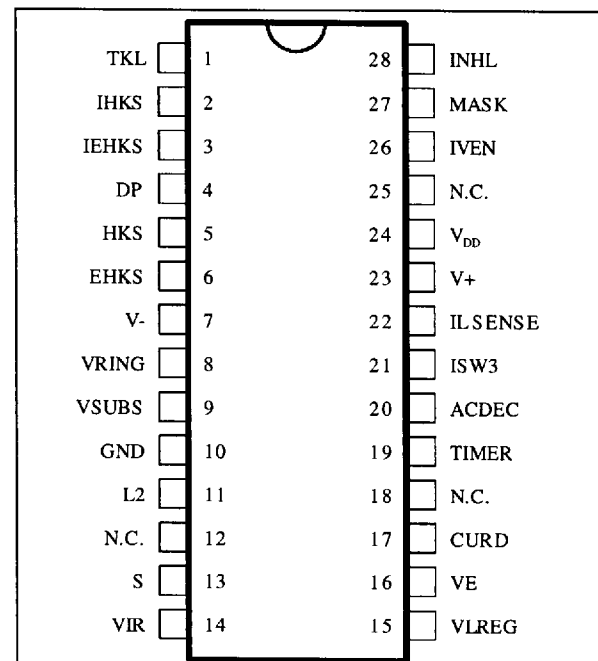 TKL 1 28 INHL
IHKS 2 27 MASK
IEHKS 3 26 IVEN
DP 4 25 N.C.
HKS 5 24 VDD
EHKS 6 23 V+
V- 7 22 ILSENSE
VRING 8 21 ISW3
VSUBS 9 20 ACDEC
GND 10 19 TIMER
L2 11 18 N.C.
N.C. 12 17 CURD
S 13 16 VE
VIR 14 15 VLREG